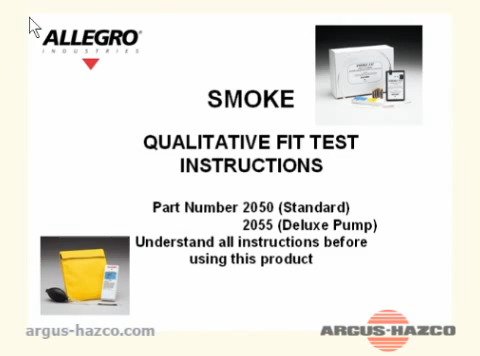 ALLEGRO®
INDUSTRIES
SMOKE
QUALITATIVE FIT TEST
INSTRUCTIONS
Part Number 2050 (Standard)
2055 (Deluxe Pump)
Understand all instructions before
using this product
argus-hazco.com
ARGUS-HAZCO